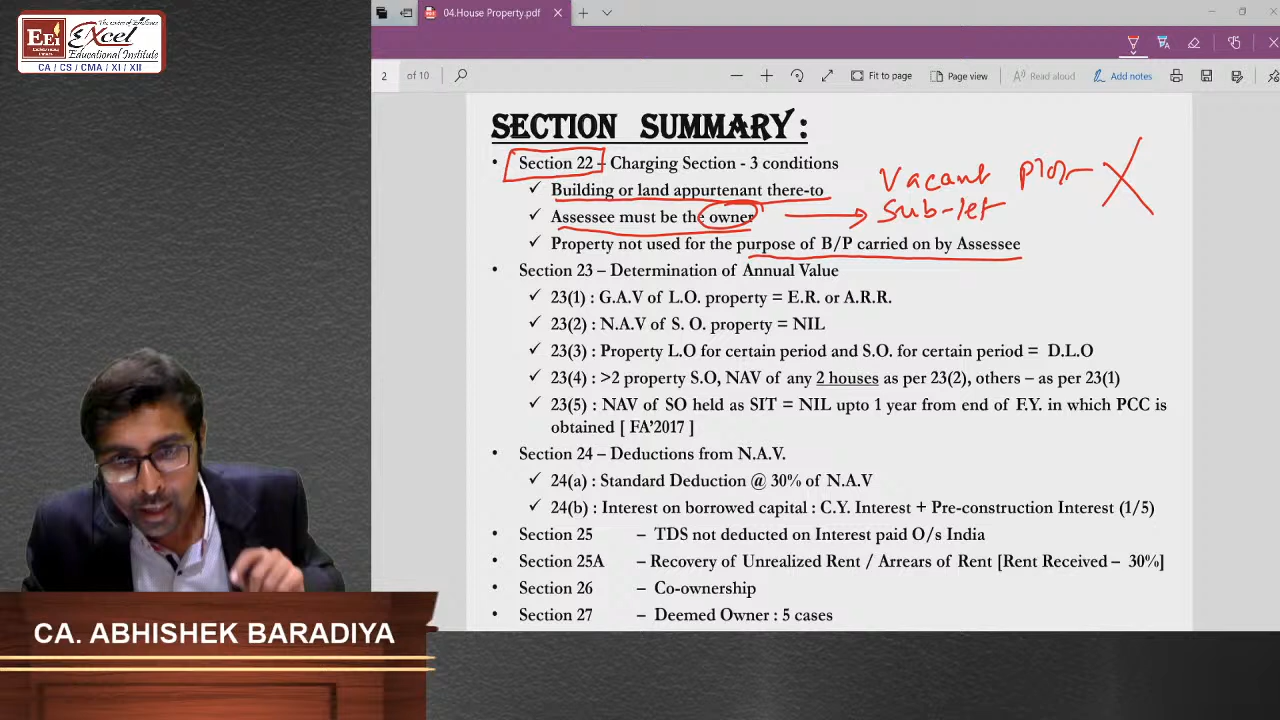 The aroma of Excellence
EEi
Excel
Educational Institute
CA / CS / CMA / XI / XII
04.House Property.pdf
2 of 10
Fit to page
Page view
Read aloud
Add notes
SECTION SUMMARY :
• Section 22 – Charging Section - 3 conditions
✓ Building or land appurtenant there-to
Vacant plot X
✓ Assessee must be the owner
Sub-let
✓ Property not used for the purpose of B/P carried on by Assessee
• Section 23 – Determination of Annual Value
✓ 23(1) : G.A.V of L.O. property = E.R. or A.R.R.
✓ 23(2) : N.A.V of S. O. property = NIL
✓ 23(3) : Property L.O for certain period and S.O. for certain period = D.L.O
✓ 23(4) : >2 property S.O, NAV of any 2 houses as per 23(2), others – as per 23(1)
✓ 23(5) : NAV of SO held as SIT = NIL upto 1 year from end of F.Y. in which PCC is
obtained [ FA'2017 ]
• Section 24 – Deductions from N.A.V.
✓ 24(a) : Standard Deduction @ 30% of N.A.V
✓ 24(b) : Interest on borrowed capital : C.Y. Interest + Pre-construction Interest (1/5)
• Section 25 – TDS not deducted on Interest paid O/s India
• Section 25A – Recovery of Unrealized Rent / Arrears of Rent [Rent Received – 30%]
• Section 26 – Co-ownership
• Section 27 – Deemed Owner : 5 cases
CA. ABHISHEK BARADIYA